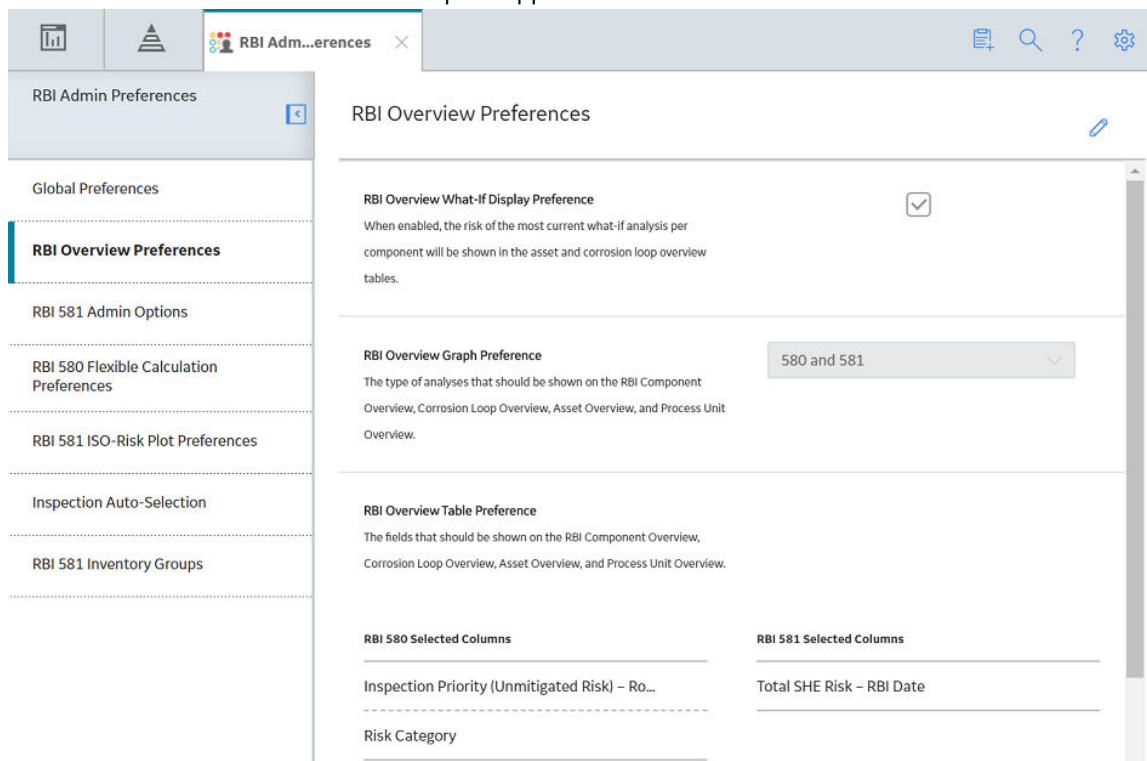 RBI Adm...erences
RBI Admin Preferences
Global Preferences
RBI Overview Preferences
RBI 581 Admin Options
RBI 580 Flexible Calculation
Preferences
RBI 581 ISO-Risk Plot Preferences
Inspection Auto-Selection
RBI 581 Inventory Groups
RBI Overview Preferences
RBI Overview What-If Display Preference
When enabled, the risk of the most current what-if analysis per
component will be shown in the asset and corrosion loop overview
tables.
RBI Overview Graph Preference
580 and 581
The type of analyses that should be shown on the RBI Component
Overview, Corrosion Loop Overview, Asset Overview, and Process Unit
Overview.
RBI Overview Table Preference
The fields that should be shown on the RBI Component Overview,
Corrosion Loop Overview, Asset Overview, and Process Unit Overview.
RBI 580 Selected Columns
RBI 581 Selected Columns
Inspection Priority (Unmitigated Risk) – Ro...
Total SHE Risk – RBI Date
Risk Category